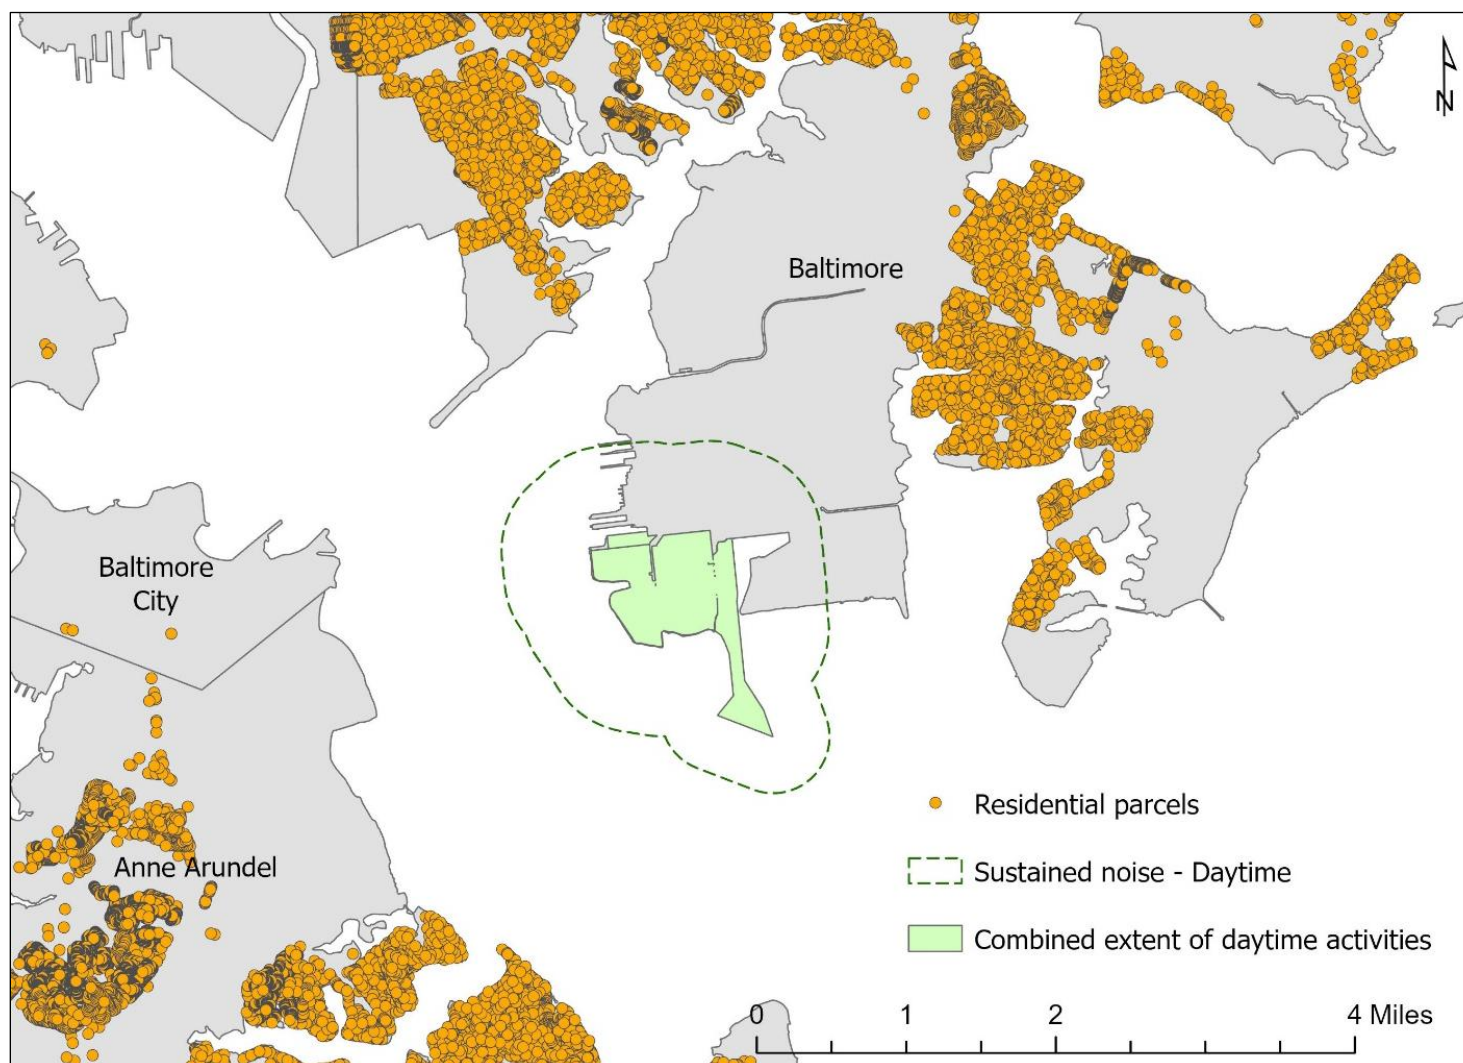 N
Baltimore
Baltimore
City
Anne Arundel
Residential parcels
Sustained noise - Daytime
Combined extent of daytime activities
0 1 2 4 Miles